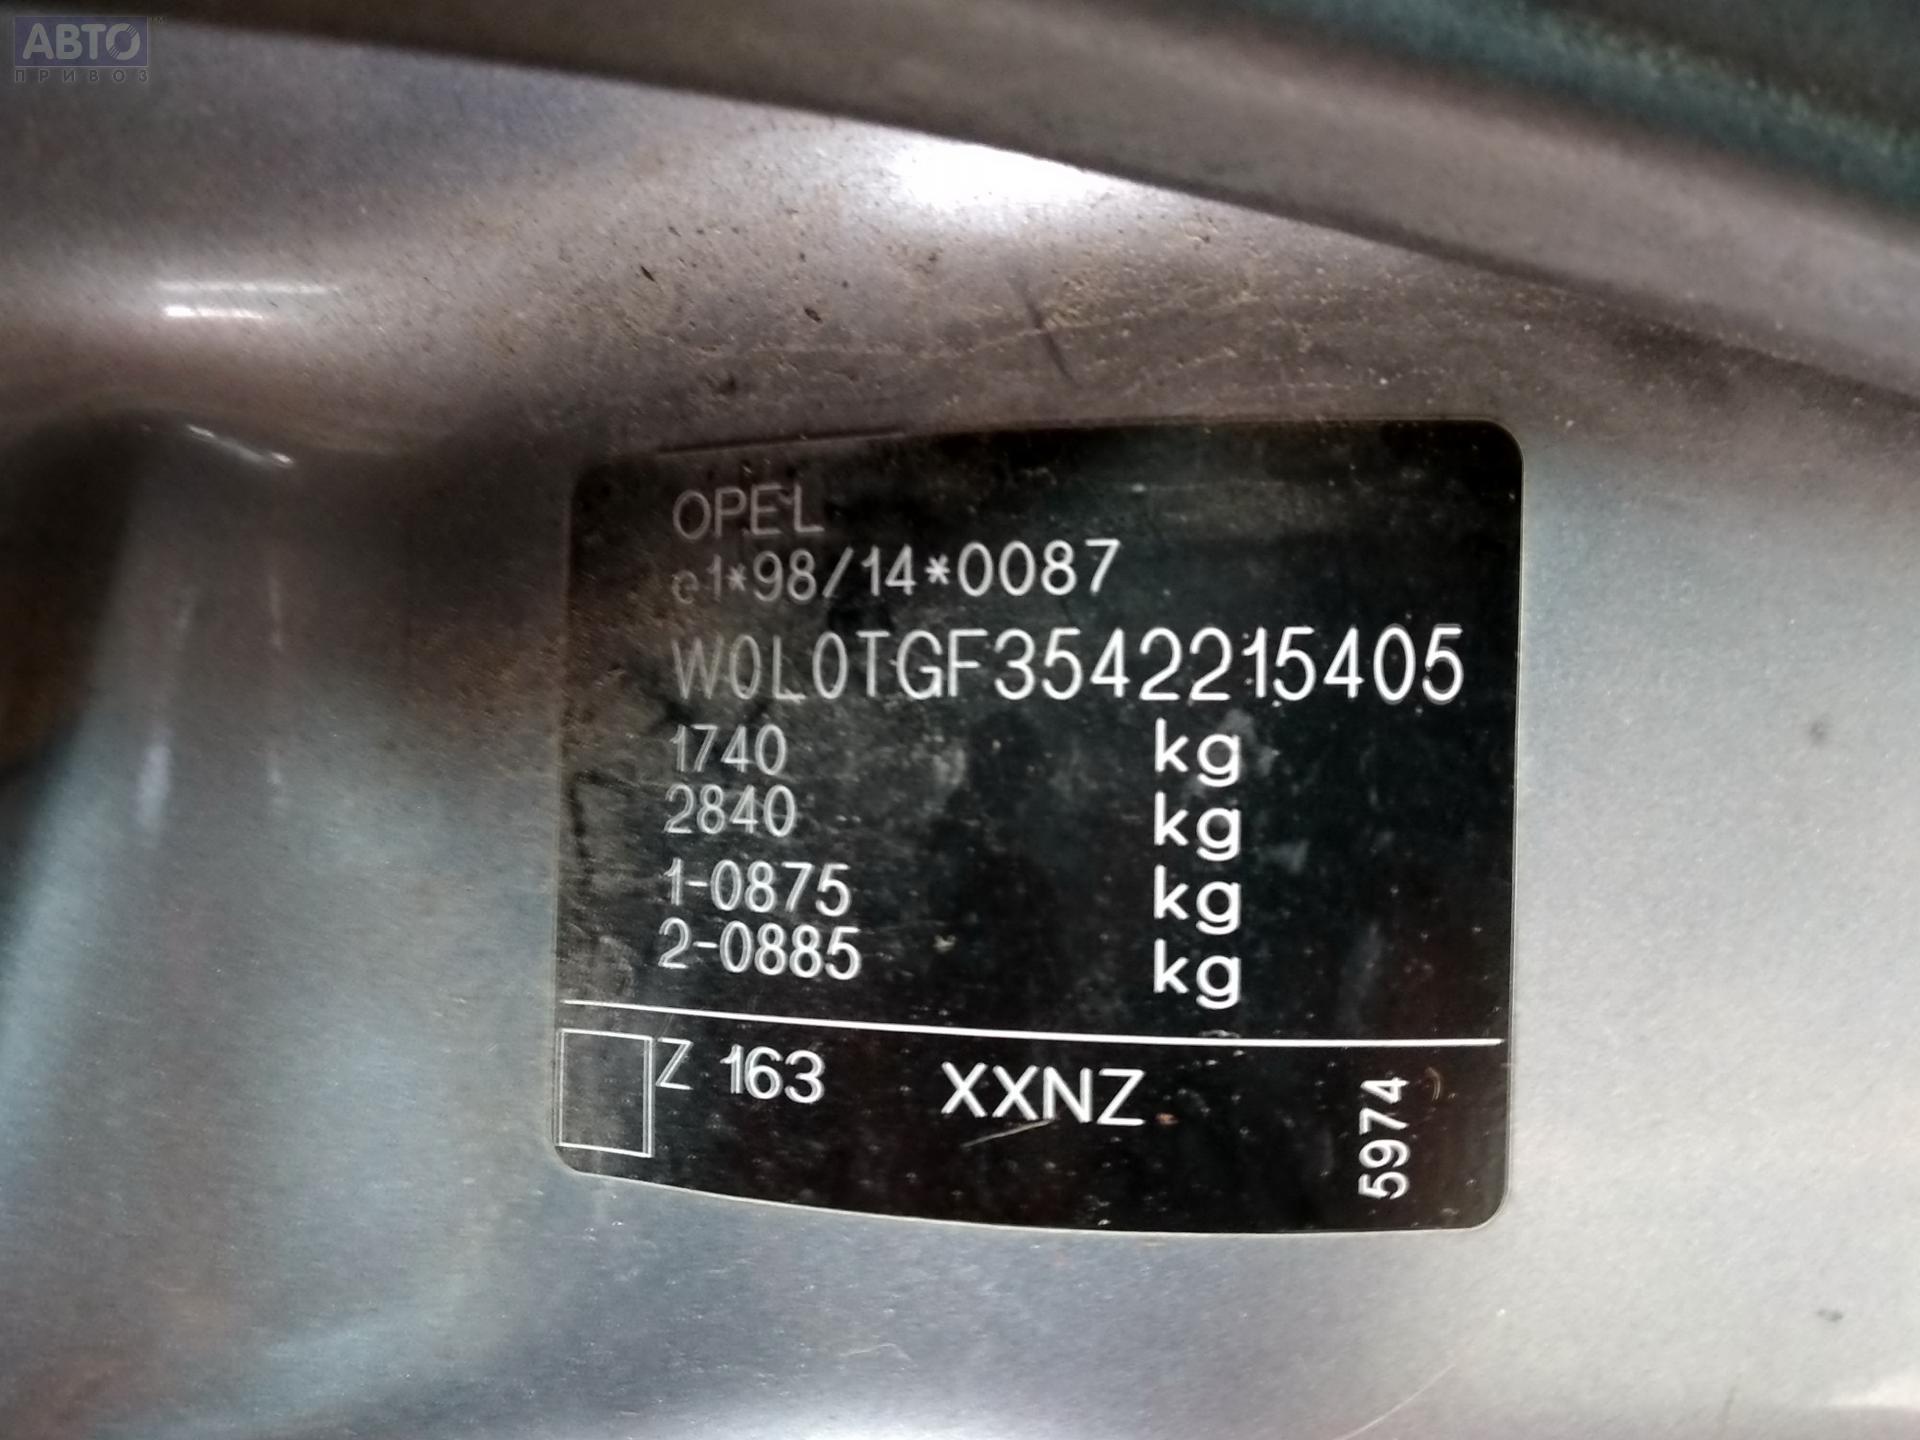 АВТО
ПРИВОЗ
OPEL
e1*98/14*0087
W0L0TGF3542215405
1740 kg
2840 kg
1-0875 kg
2-0885 kg
Z 163 XXNZ
5974